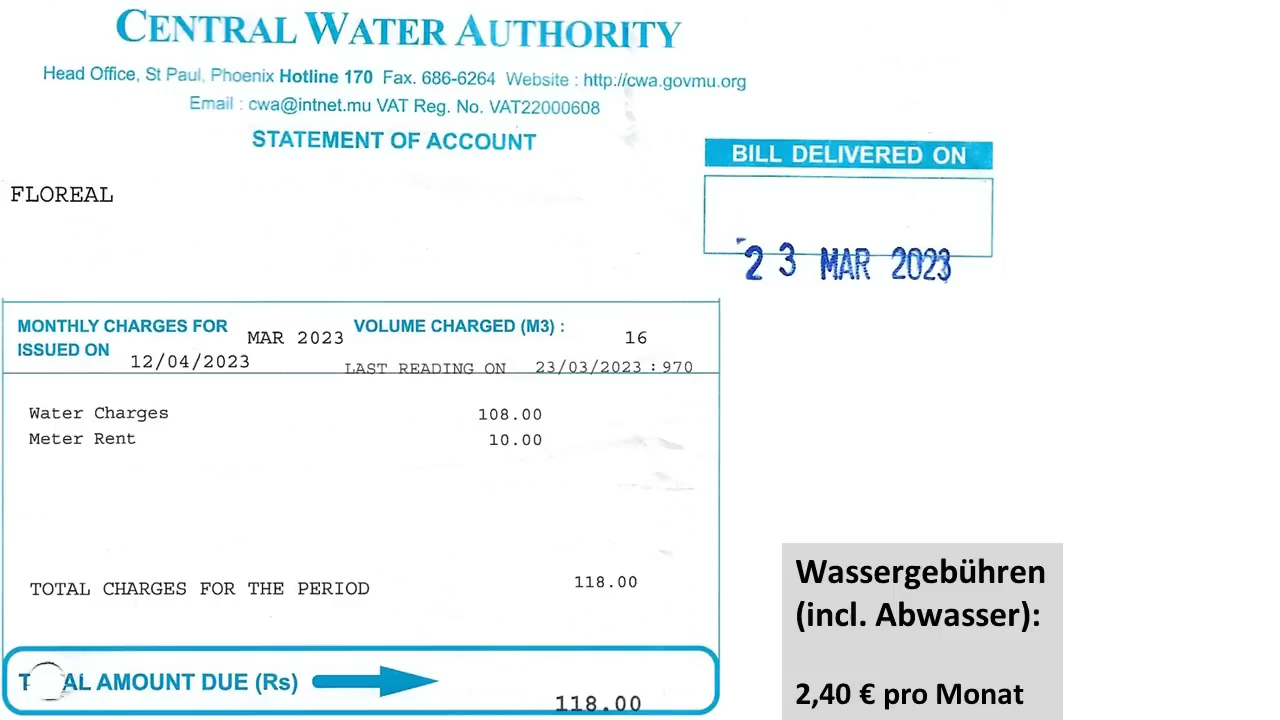 CENTRAL WATER AUTHORITY
Head Office, St Paul, Phoenix Hotline 170 Fax. 686-6264 Website : http://cwa.govmu.org
Email : cwa@intnet.mu VAT Reg. No. VAT22000608
STATEMENT OF ACCOUNT
BILL DELIVERED ON
FLOREAL
23 MAR 2023
MONTHLY CHARGES FOR MAR 2023 VOLUME CHARGED (M3) : 16
ISSUED ON 12/04/2023 LAST READING ON 23/03/2023 : 970
Water Charges 108.00
Meter Rent 10.00
TOTAL CHARGES FOR THE PERIOD 118.00
AMOUNT DUE (Rs) 118.00
Wassergebühren
(incl. Abwasser):
2,40 € pro Monat